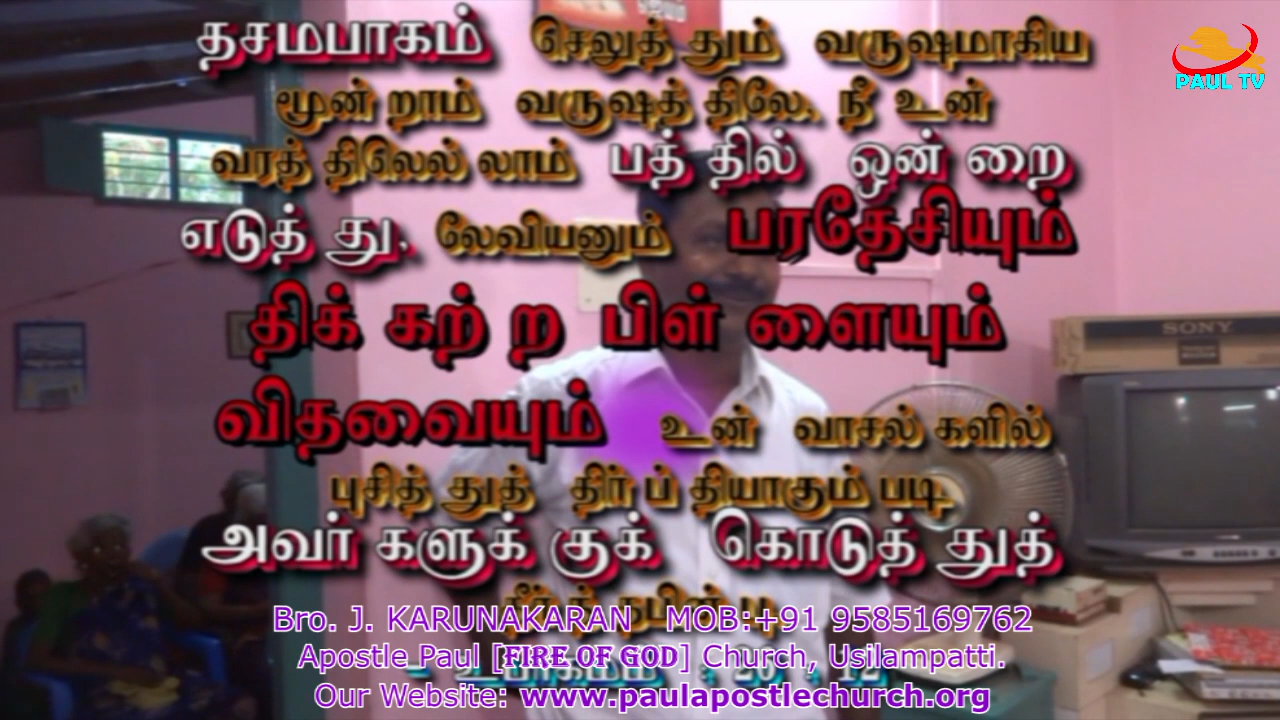 தசமபாகம் செலுத்தும் வருஷமாகிய
PAUL TV
மூன்றாம் வருஷத்திலே, நீ உன்
வரத்திலெல்லாம் பத்தில் ஒன்றை
எடுத்து, லேவியனும் பரதேசியும்
திக்கற்ற பிள்ளையும்
SONY
விதவையும் உன் வாசல்களில்
புசித்துத் திர்ப்தியாகும்படி
அவர்களுக்குக் கொடுத்துத்
Bro. J. KARUNAKARAN MOB:+91 9585169762
Apostle Paul [FIRE OF GOD] Church, Usilampatti.
Our Website: www.paulapostlechurch.org